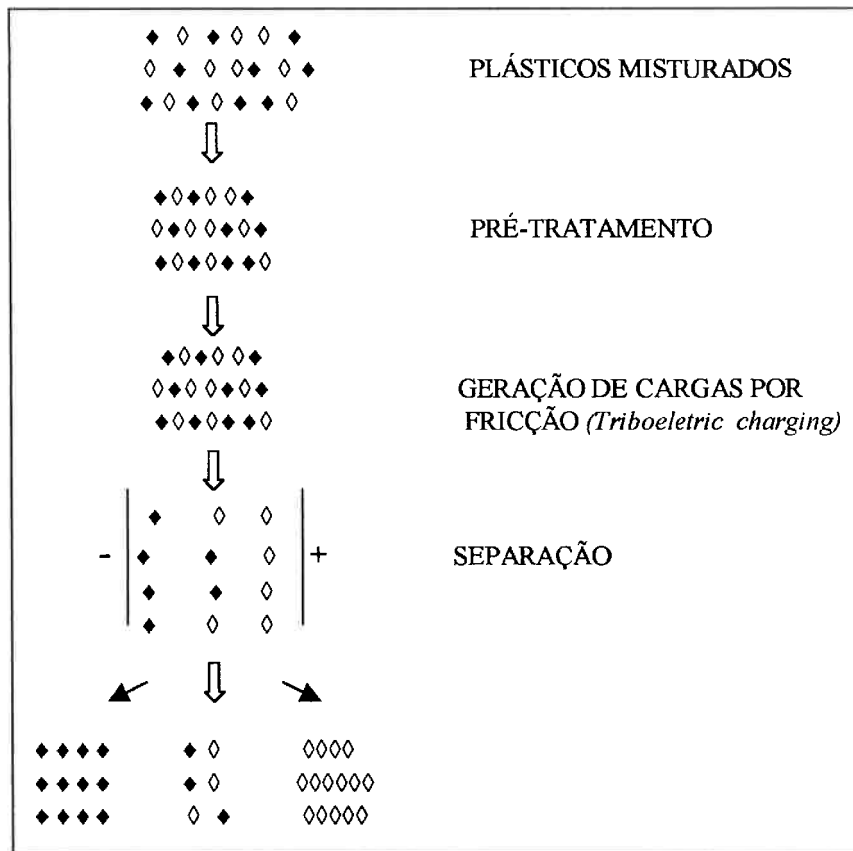 PLÁSTICOS MISTURADOS
PRÉ-TRATAMENTO
GERAÇÃO DE CARGAS POR
FRICÇÃO (Triboeletric charging)
- +
SEPARAÇÃO